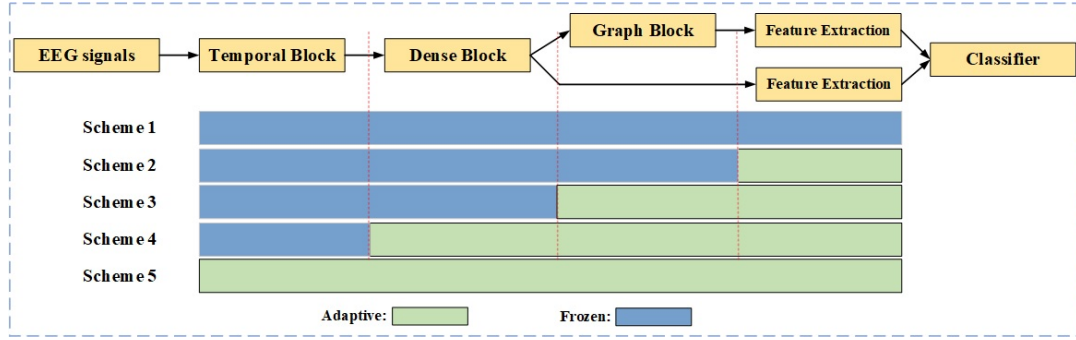 EEG signals
Temporal Block
Dense Block
Graph Block
Feature Extraction
Feature Extraction
Classifier
Scheme 1
Scheme 2
Scheme 3
Scheme 4
Scheme 5
Adaptive:
Frozen: